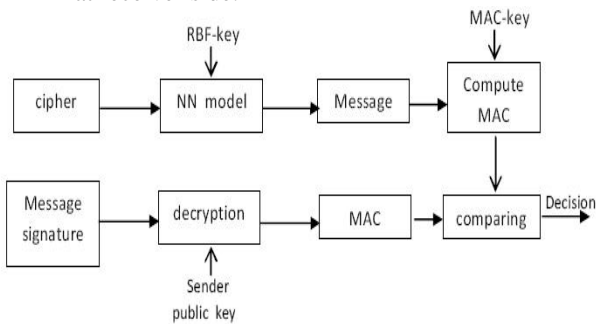 RBF-key
MAC-key
cipher
NN model
Message
Compute
MAC
Message
signature
decryption
MAC
comparing
Decision
Sender
public key